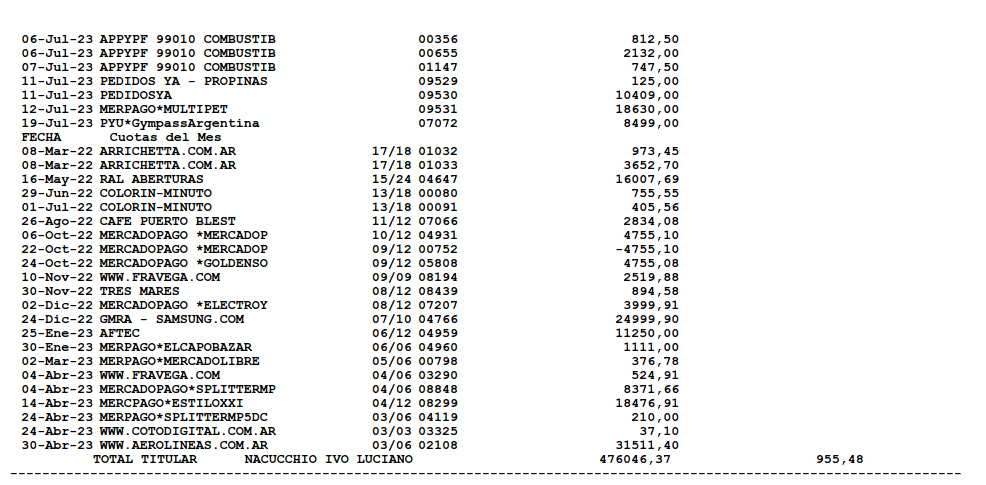 06-Jul-23 APPYPF 99010 COMBUSTIB 00356 812,50
06-Jul-23 APPYPF 99010 COMBUSTIB 00655 2132,00
07-Jul-23 APPYPF 99010 COMBUSTIB 01147 747,50
11-Jul-23 PEDIDOS YA - PROPINAS 09529 125,00
11-Jul-23 PEDIDOSYA 09530 10409,00
12-Jul-23 MERPAGO*MULTIPET 09531 18630,00
19-Jul-23 PYU*GympassArgentina 07072 8499,00
FECHA Cuotas del Mes
08-Mar-22 ARRICHETTA.COM.AR 17/18 01032 973,45
08-Mar-22 ARRICHETTA.COM.AR 17/18 01033 3652,70
16-May-22 RAL ABERTURAS 15/24 04647 16007,69
29-Jun-22 COLORIN-MINUTO 13/18 00080 755,55
01-Jul-22 COLORIN-MINUTO 13/18 00091 405,56
26-Ago-22 CAFE PUERTO BLEST 11/12 07066 2834,08
06-Oct-22 MERCADOPAGO *MERCADOP 10/12 04931 4755,10
22-Oct-22 MERCADOPAGO *MERCADOP 09/12 00752 -4755,10
24-Oct-22 MERCADOPAGO *GOLDENSO 09/12 05808 4755,08
10-Nov-22 WWW.FRAVEGA.COM 09/09 08194 2519,88
30-Nov-22 TRES MARES 08/12 08439 894,58
02-Dic-22 MERCADOPAGO *ELECTROY 08/12 07207 3999,91
24-Dic-22 GMRA - SAMSUNG.COM 07/10 04766 24999,90
25-Ene-23 AFTEC 06/12 04959 11250,00
30-Ene-23 MERPAGO*ELCAPOBAZAR 06/06 04960 1111,00
02-Mar-23 MERPAGO*MERCADOLIBRE 05/06 00798 376,78
04-Abr-23 WWW.FRAVEGA.COM 04/06 03290 524,91
04-Abr-23 MERCADOPAGO*SPLITTERMP 04/06 08848 8371,66
14-Abr-23 MERCPAGO*ESTILOXXI 04/12 08299 18476,91
24-Abr-23 MERPAGO*SPLITTERMP5DC 03/06 04119 210,00
24-Abr-23 WWW.COTODIGITAL.COM.AR 03/03 03325 37,10
30-Abr-23 WWW.AEROLINEAS.COM.AR 03/06 02108 31511,40
TOTAL TITULAR NACUCCHIO IVO LUCIANO 476046,37 955,48